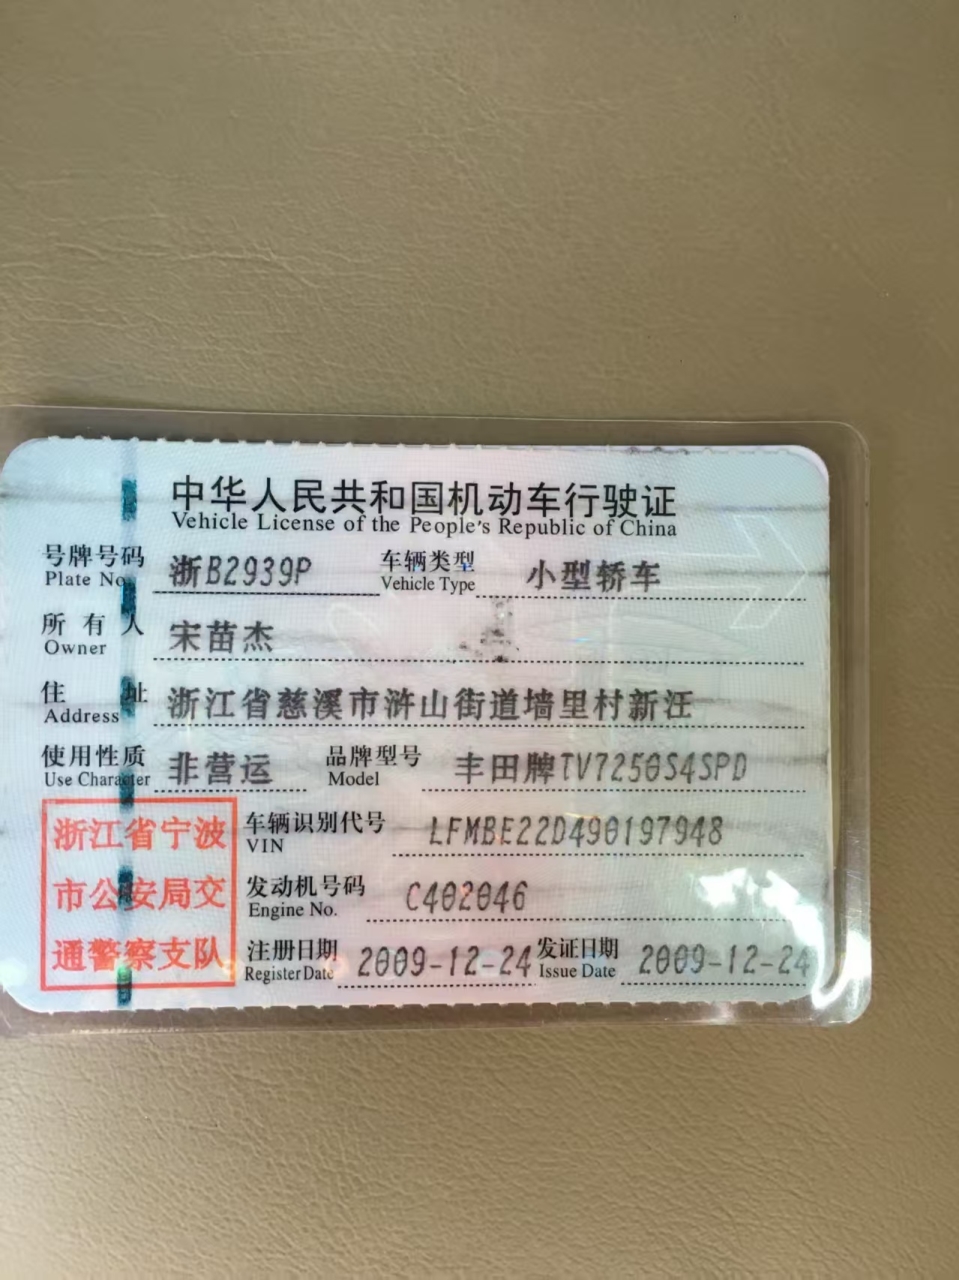 中华人民共和国机动车行驶证
Vehicle License of the People's Republic of China
号牌号码 浙B2939P 车辆类型 小型轿车
Plate No. Vehicle Type
所有人 宋苗杰
Owner
住址 浙江省慈溪市浒山街道墙里村新汪
Address
使用性质 非营运 品牌型号 丰田牌TV7250S4SPD
Use Character Model
浙江省宁波
市公安局交
通警察支队
车辆识别代号 LFMBE22D490197948
VIN
发动机号码 C402046
Engine No.
注册日期 2009-12-24 发证日期 2009-12-24
Register Date Issue Date